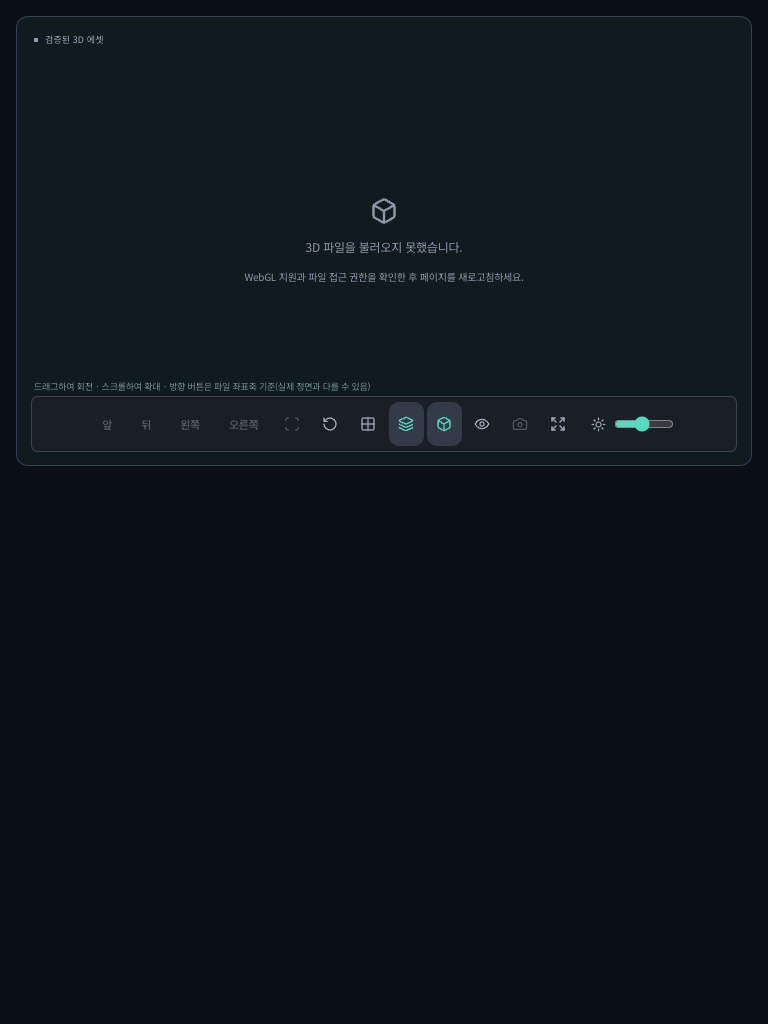 검증된 3D 에셋
3D 파일을 불러오지 못했습니다.
WebGL 지원과 파일 접근 권한을 확인한 후 페이지를 새로고침하세요.
드래그하여 회전 · 스크롤하여 확대 · 방향 버튼은 파일 좌표축 기준(실제 정면과 다를 수 있음)
앞 뒤 왼쪽 오른쪽